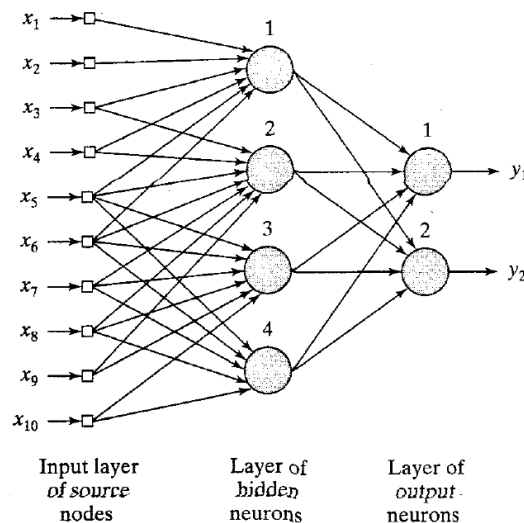 x1
x2
x3
x4
x5
x6
x7
x8
x9
x10
1
2
3
4
1
2
y1
y2
Input layer
of source
nodes
Layer of
hidden
neurons
Layer of
output
neurons